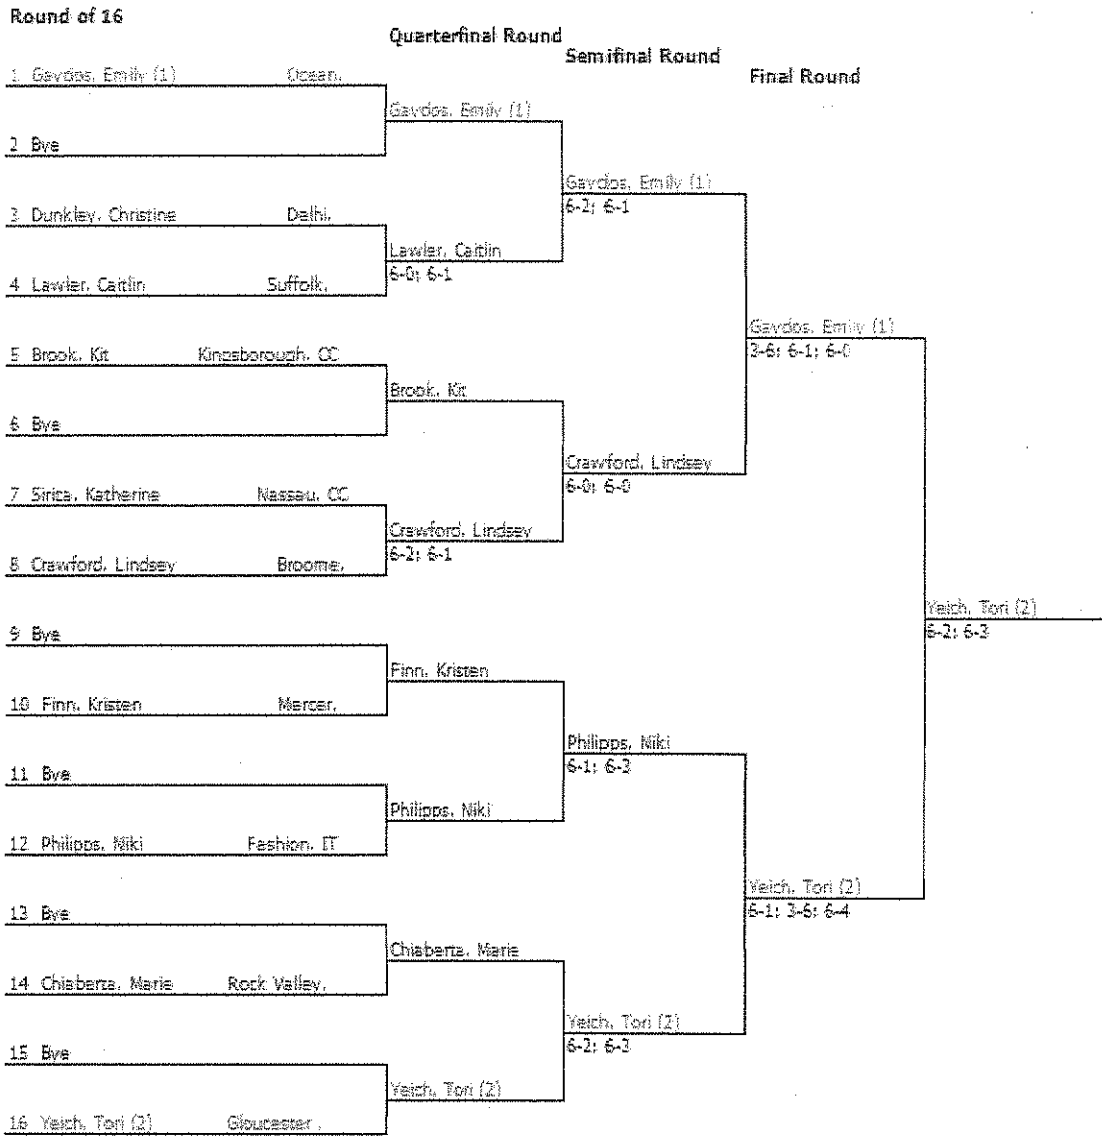 Round of 16
Quarterfinal Round
Semifinal Round
Final Round
1 Gavdos, Emily (1) Ocean,
Gavdos, Emily (1)
2 Bye
Gavdos, Emily (1)
6-2; 6-1
3 Dunkley, Christine Delhi,
Lawler, Caitlin
6-0; 6-1
4 Lawler, Caitlin Suffolk,
Gavdos, Emily (1)
3-6; 6-1; 6-0
5 Brook, Kit Kingsborough, CC
Brook, Kit
6 Bye
Crawford, Lindsey
6-0; 6-0
7 Sirica, Katherine Nassau, CC
Crawford, Lindsey
6-2; 6-1
8 Crawford, Lindsey Broome,
Yeich, Tori (2)
6-2; 6-3
9 Bye
Finn, Kristen
10 Finn, Kristen Mercer,
Philipps, Niki
6-1; 6-3
11 Bye
Philipps, Niki
12 Philipps, Niki Fashion, IT
Yeich, Tori (2)
6-1; 3-6; 6-4
13 Bye
Chiaberta, Marie
14 Chiaberta, Marie Rock Valley,
Yeich, Tori (2)
6-2; 6-3
15 Bye
Yeich, Tori (2)
16 Yeich, Tori (2) Gloucester ,